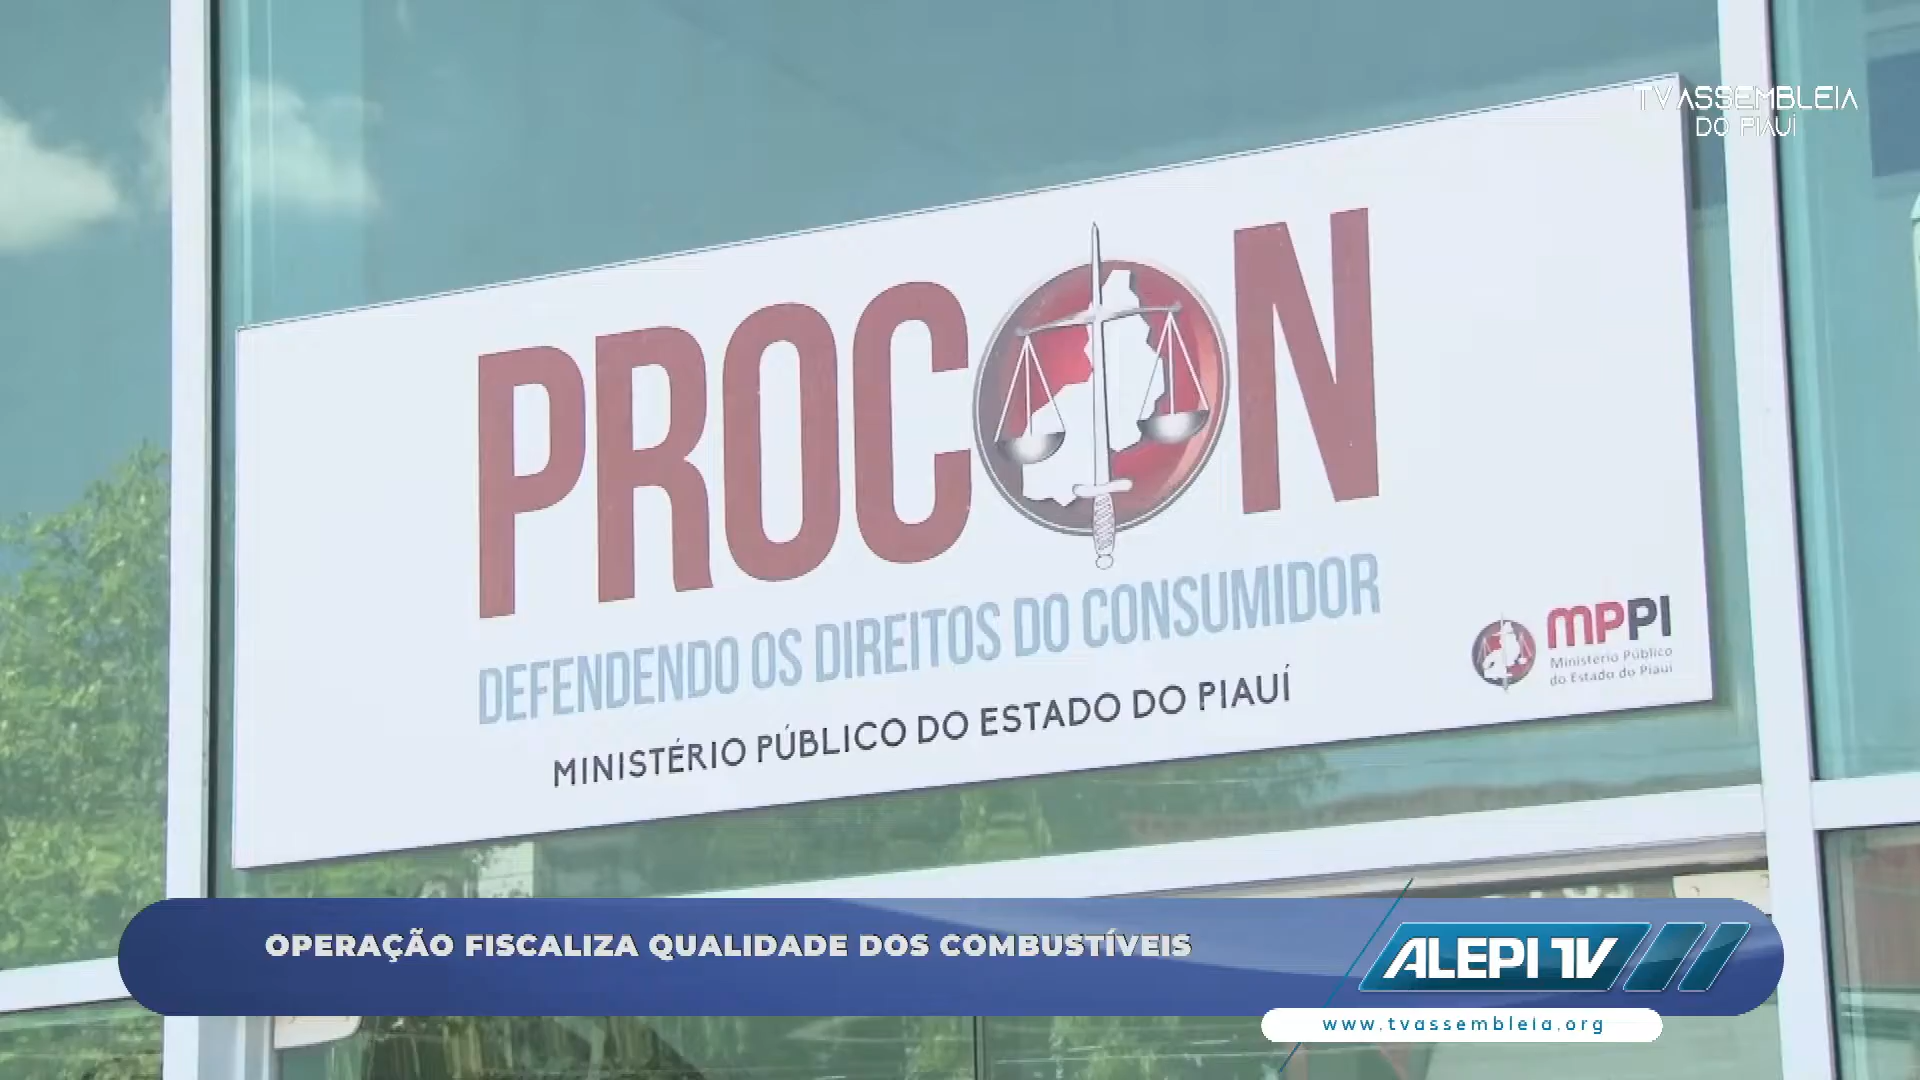 TV ASSEMBLEIA
DO PIAUÍ
PROCON
DEFENDENDO OS DIREITOS DO CONSUMIDOR
MINISTÉRIO PÚBLICO DO ESTADO DO PIAUÍ
MPPI
Ministério Público
do Estado do Piauí
OPERAÇÃO FISCALIZA QUALIDADE DOS COMBUSTÍVEIS
ALEPI TV
www.tvassembleia.org